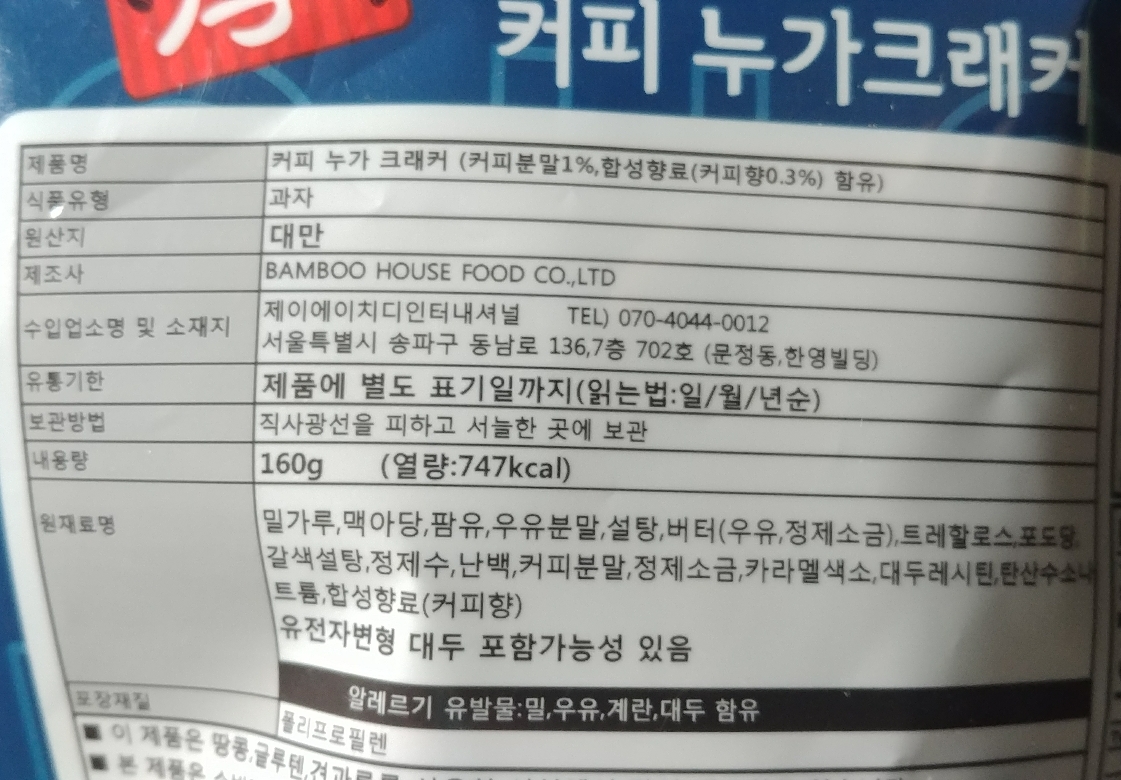 커피 누가크래커
제품명 커피 누가 크래커 (커피분말1%,합성향료(커피향0.3%) 함유)
식품유형 과자
원산지 대만
제조사 BAMBOO HOUSE FOOD CO.,LTD
수입업소명 및 소재지 제이에이치디인터내셔널 TEL) 070-4044-0012
서울특별시 송파구 동남로 136,7층 702호 (문정동,한영빌딩)
유통기한 제품에 별도 표기일까지(읽는법:일/월/년순)
보관방법 직사광선을 피하고 서늘한 곳에 보관
내용량 160g (열량:747kcal)
원재료명 밀가루,맥아당,팜유,우유분말,설탕,버터(우유,정제소금),트레할로스,포도당,
갈색설탕,정제수,난백,커피분말,정제소금,카라멜색소,대두레시틴,탄산수소나
트륨,합성향료(커피향)
유전자변형 대두 포함가능성 있음
알레르기 유발물:밀,우유,계란,대두 함유
포장재질 폴리프로필렌
■ 이 제품은 땅콩,글루텐,견과류
■ 본 제품은